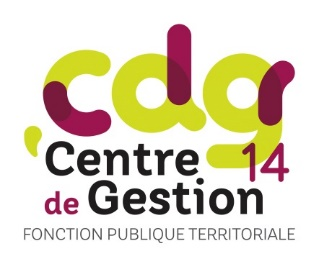 cdg
Centre 14
de Gestion
FONCTION PUBLIQUE TERRITORIALE